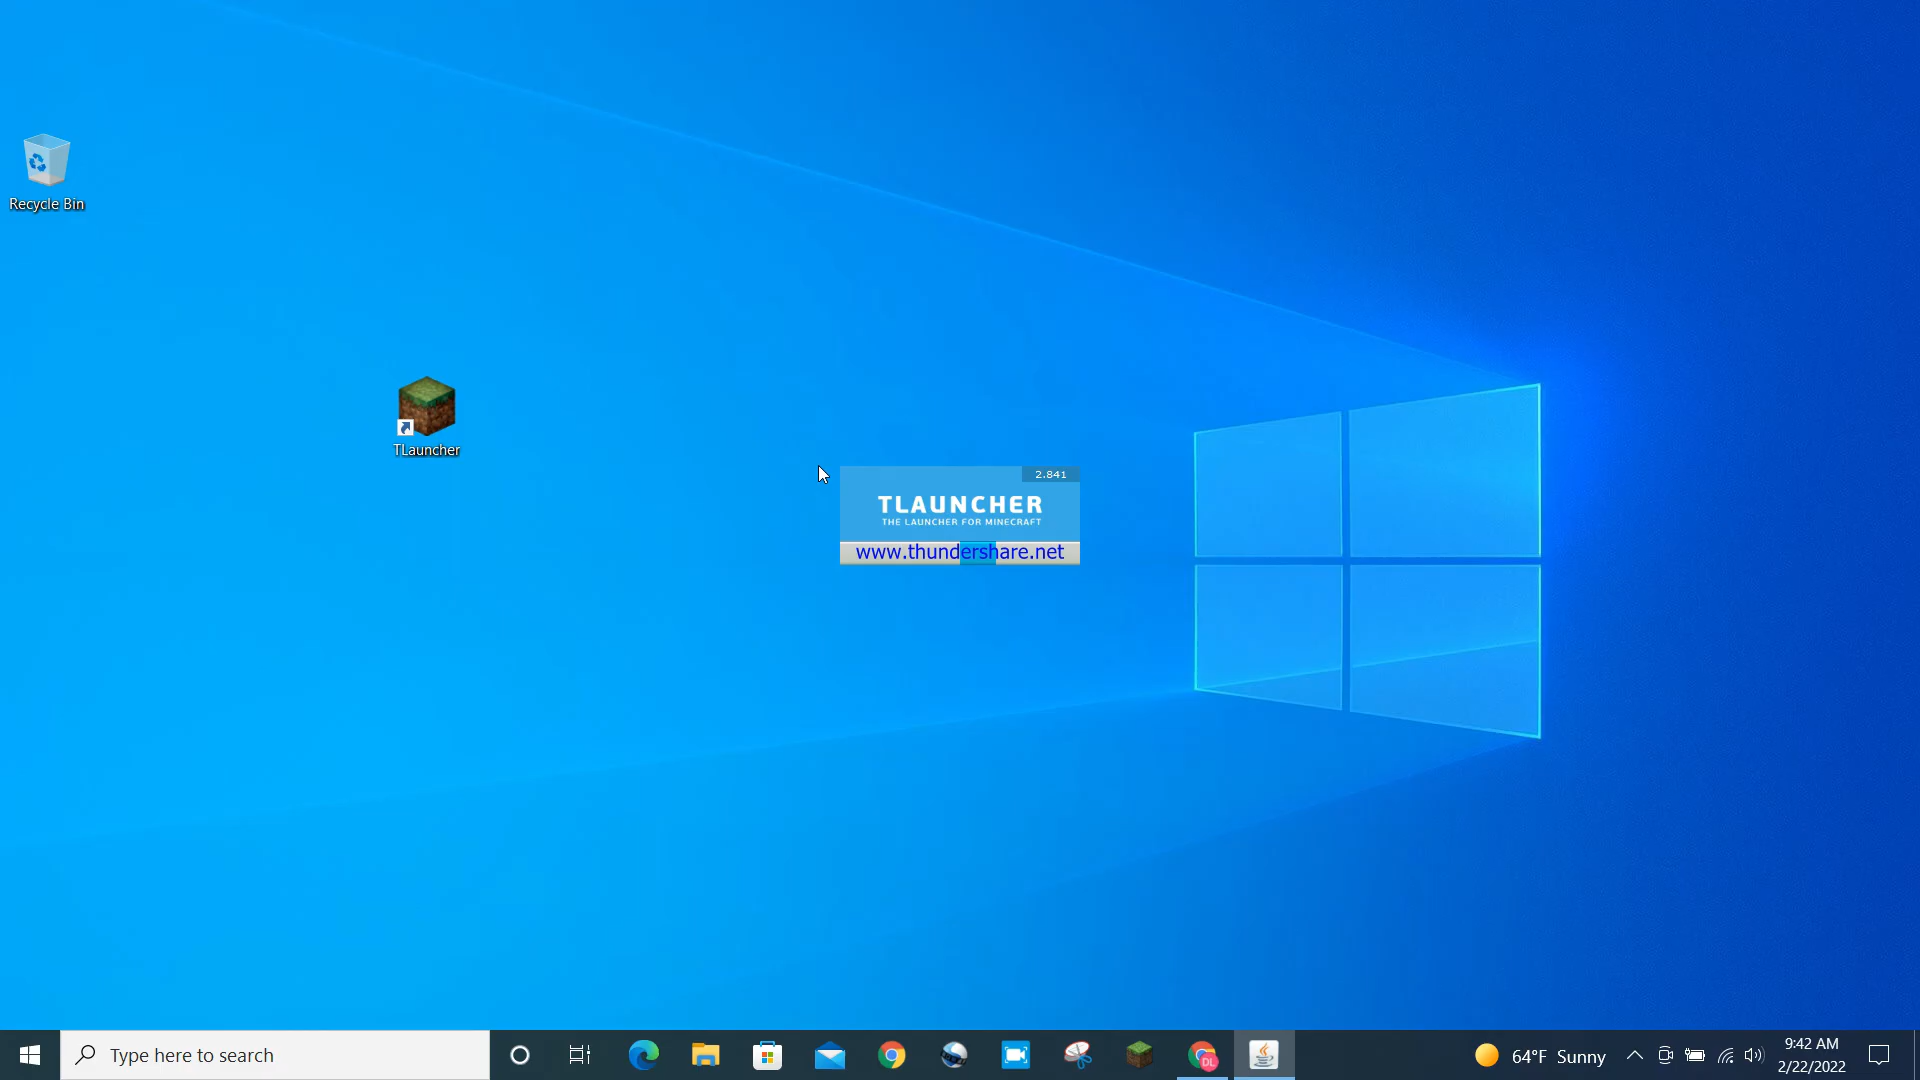 Recycle Bin
TLauncher
2.841
TLAUNCHER
THE LAUNCHER FOR MINECRAFT
www.thundershare.net
Type here to search
DL
64°F Sunny
9:42 AM
2/22/2022